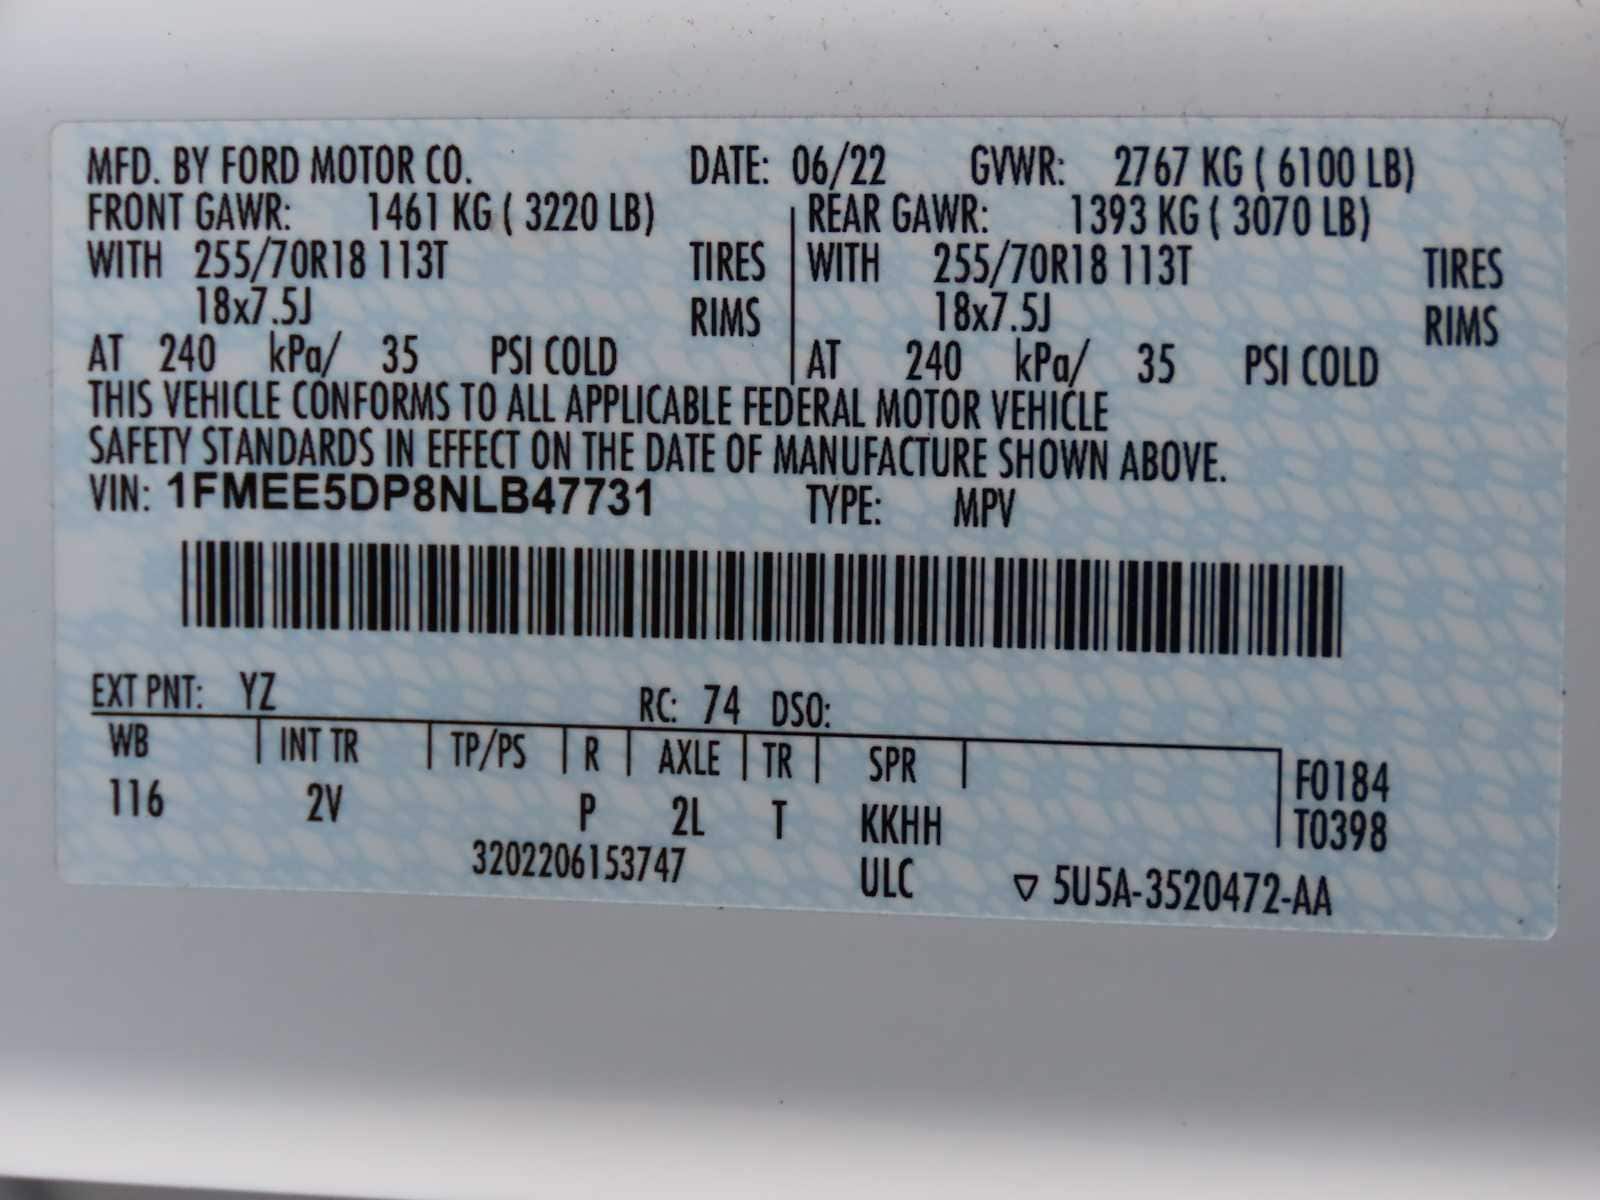 MFD. BY FORD MOTOR CO. DATE: 06/22 GVWR: 2767 KG ( 6100 LB)
FRONT GAWR: 1461 KG ( 3220 LB) REAR GAWR: 1393 KG ( 3070 LB)
WITH 255/70R18 113T TIRES WITH 255/70R18 113T TIRES
18x7.5J RIMS 18x7.5J RIMS
AT 240 kPa/ 35 PSI COLD AT 240 kPa/ 35 PSI COLD
THIS VEHICLE CONFORMS TO ALL APPLICABLE FEDERAL MOTOR VEHICLE
SAFETY STANDARDS IN EFFECT ON THE DATE OF MANUFACTURE SHOWN ABOVE.
VIN: 1FMEE5DP8NLB47731 TYPE: MPV
EXT PNT: YZ RC: 74 DSO:
WB INT TR TP/PS R AXLE TR SPR F0184
116 2V P 2L T KKHH T0398
3202206153747 ULC ▽ 5U5A-3520472-AA